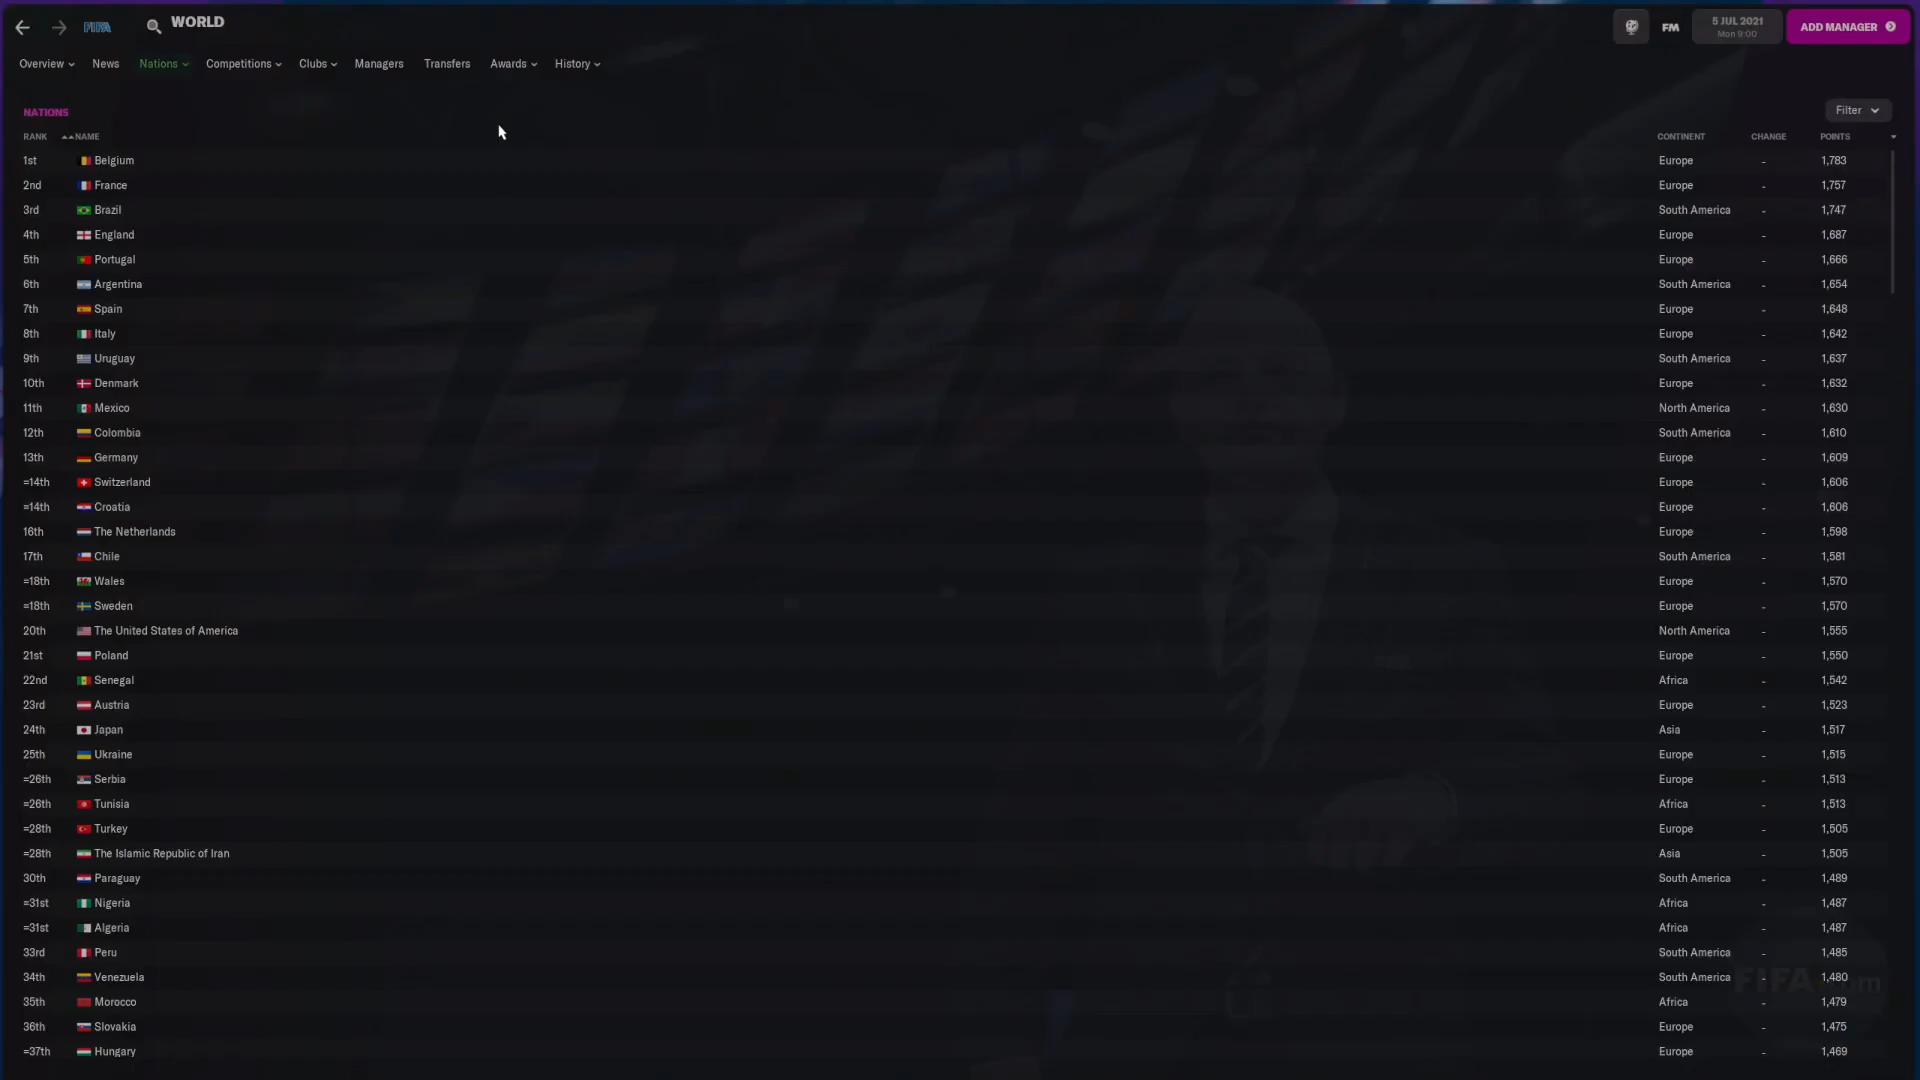 FIFA WORLD FM 5 JUL 2021 ADD MANAGER
Mon 9:00
Overview News Nations Competitions Clubs Managers Transfers Awards History
NATIONS Filter
RANK NAME CONTINENT CHANGE POINTS
1st Belgium Europe - 1,783
2nd France Europe - 1,757
3rd Brazil South America - 1,747
4th England Europe - 1,687
5th Portugal Europe - 1,666
6th Argentina South America - 1,654
7th Spain Europe - 1,648
8th Italy Europe - 1,642
9th Uruguay South America - 1,637
10th Denmark Europe - 1,632
11th Mexico North America - 1,630
12th Colombia South America - 1,610
13th Germany Europe - 1,609
=14th Switzerland Europe - 1,606
=14th Croatia Europe - 1,606
16th The Netherlands Europe - 1,598
17th Chile South America - 1,581
=18th Wales Europe - 1,570
=18th Sweden Europe - 1,570
20th The United States of America North America - 1,555
21st Poland Europe - 1,550
22nd Senegal Africa - 1,542
23rd Austria Europe - 1,523
24th Japan Asia - 1,517
25th Ukraine Europe - 1,515
=26th Serbia Europe - 1,513
=26th Tunisia Africa - 1,513
=28th Turkey Europe - 1,505
=28th The Islamic Republic of Iran Asia - 1,505
30th Paraguay South America - 1,489
=31st Nigeria Africa - 1,487
=31st Algeria Africa - 1,487
33rd Peru South America - 1,485
34th Venezuela South America - 1,480
35th Morocco Africa - 1,479
36th Slovakia Europe - 1,475
=37th Hungary Europe - 1,469